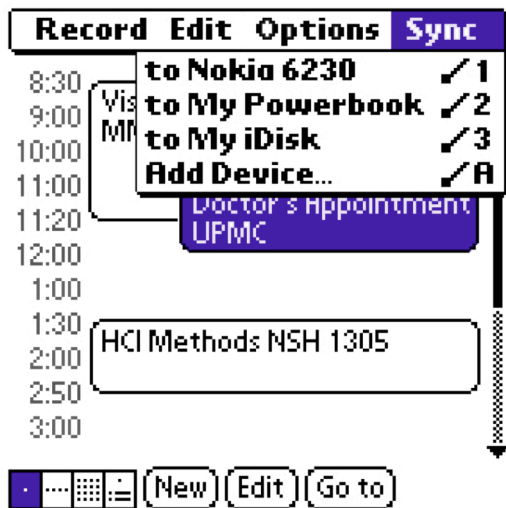 Record Edit Options Sync
to Nokia 6230 ✓1
to My Powerbook ✓2
to My iDisk ✓3
Add Device... ✓A
8:30
9:00
10:00
11:00
11:20
12:00
1:00
1:30
2:00
2:50
3:00
Doctor's Appointment
UPMC
HCI Methods NSH 1305
New Edit Go to